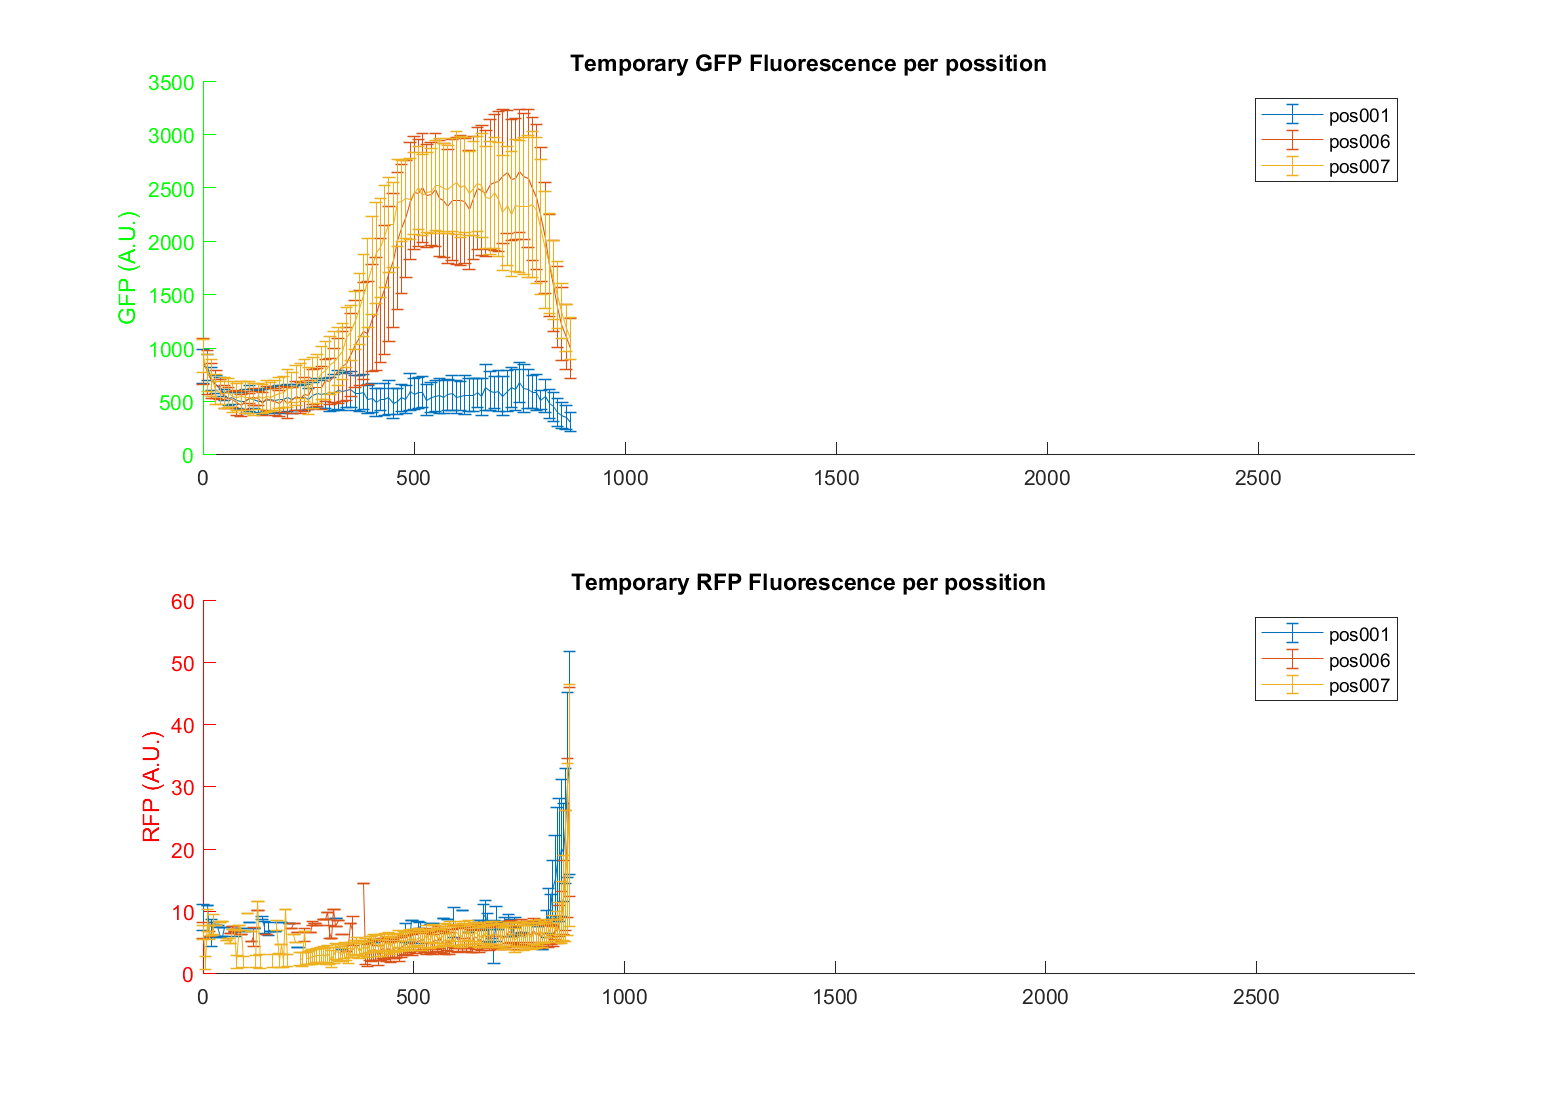 Temporary GFP Fluorescence per possition
3500
3000
2500
2000
1500
1000
500
0
GFP (A.U.)
pos001
pos006
pos007
0 500 1000 1500 2000 2500
Temporary RFP Fluorescence per possition
60
50
40
30
20
10
0
RFP (A.U.)
pos001
pos006
pos007
0 500 1000 1500 2000 2500